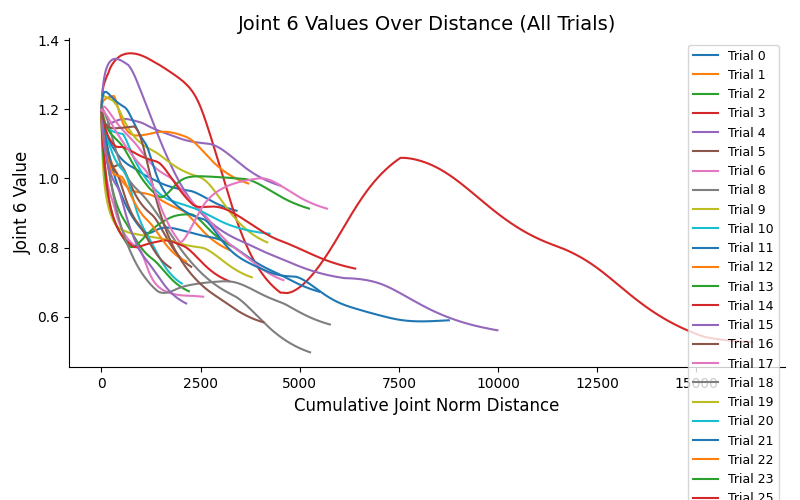 Joint 6 Values Over Distance (All Trials)
Joint 6 Value
1.4
1.2
1.0
0.8
0.6
0
2500
5000
7500
10000
12500
15000
Cumulative Joint Norm Distance
Trial 0
Trial 1
Trial 2
Trial 3
Trial 4
Trial 5
Trial 6
Trial 8
Trial 9
Trial 10
Trial 11
Trial 12
Trial 13
Trial 14
Trial 15
Trial 16
Trial 17
Trial 18
Trial 19
Trial 20
Trial 21
Trial 22
Trial 23
Trial 25